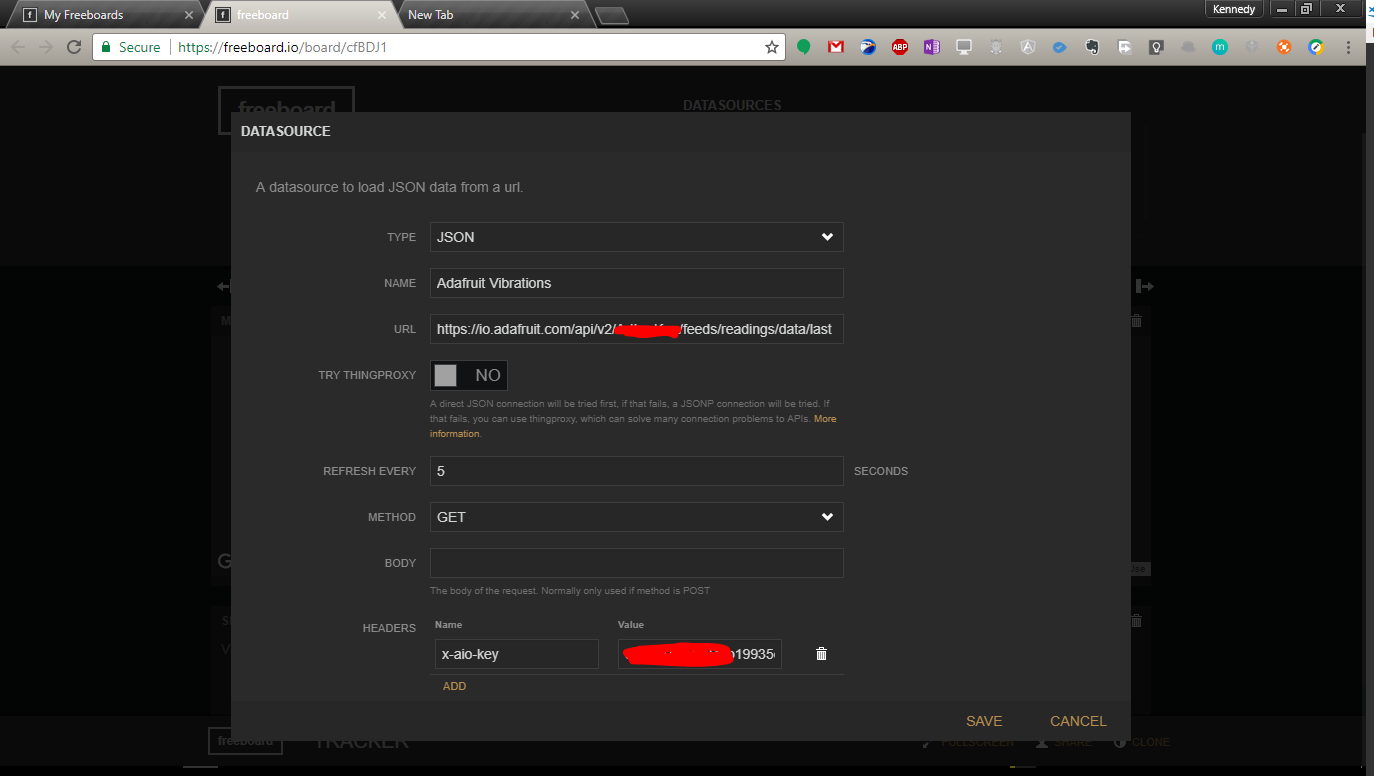 My Freeboards
freeboard
New Tab
Kennedy
Secure https://freeboard.io/board/cfBDJ1
freeboard
DATASOURCES
DATASOURCE
A datasource to load JSON data from a url.
TYPE JSON
NAME Adafruit Vibrations
URL https://io.adafruit.com/api/v2/ /feeds/readings/data/last
TRY THINGPROXY NO
A direct JSON connection will be tried first, if that fails, a JSONP connection will be tried. If
that fails, you can use thingproxy, which can solve many connection problems to APIs. More
information.
REFRESH EVERY 5 SECONDS
METHOD GET
BODY
The body of the request. Normally only used if method is POST
HEADERS Name Value
x-aio-key 19935
ADD
SAVE CANCEL
freeboard TRACKER FULLSCREEN SHARE CLONE